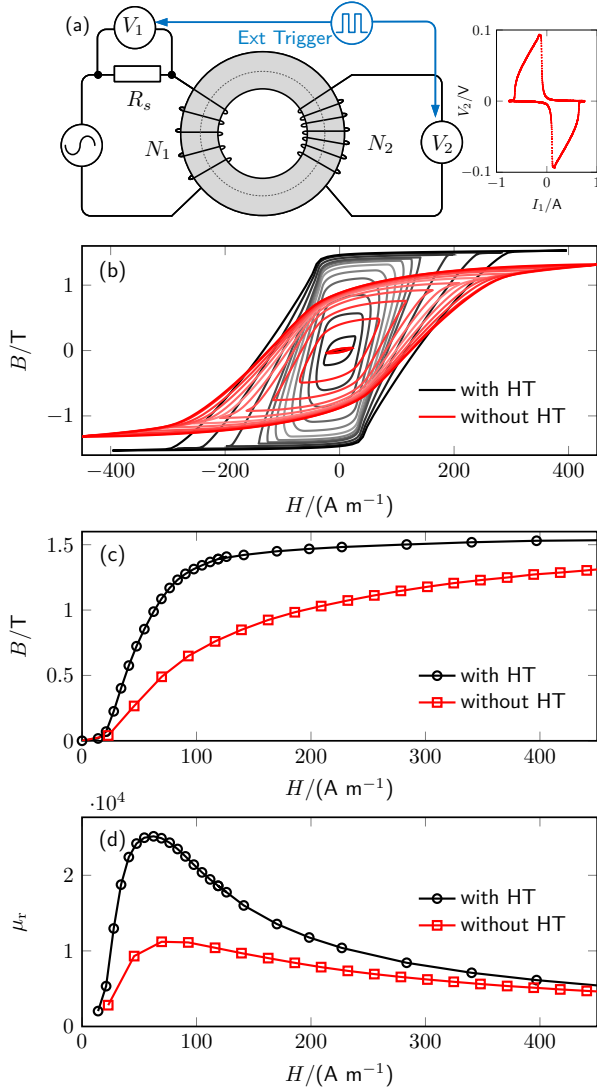 (a)
V₁
Ext Trigger
Rₛ
N₁
N₂
V₂
V₂/V
0.1
0
−0.1
−1
0
1
I₁/A
(b)
B/T
1
0
−1
with HT
without HT
−400
−200
0
200
400
H/(A m⁻¹)
(c)
B/T
1.5
1
0.5
0
with HT
without HT
0
100
200
300
400
H/(A m⁻¹)
·10⁴
(d)
μᵣ
2
1
0
with HT
without HT
0
100
200
300
400
H/(A m⁻¹)